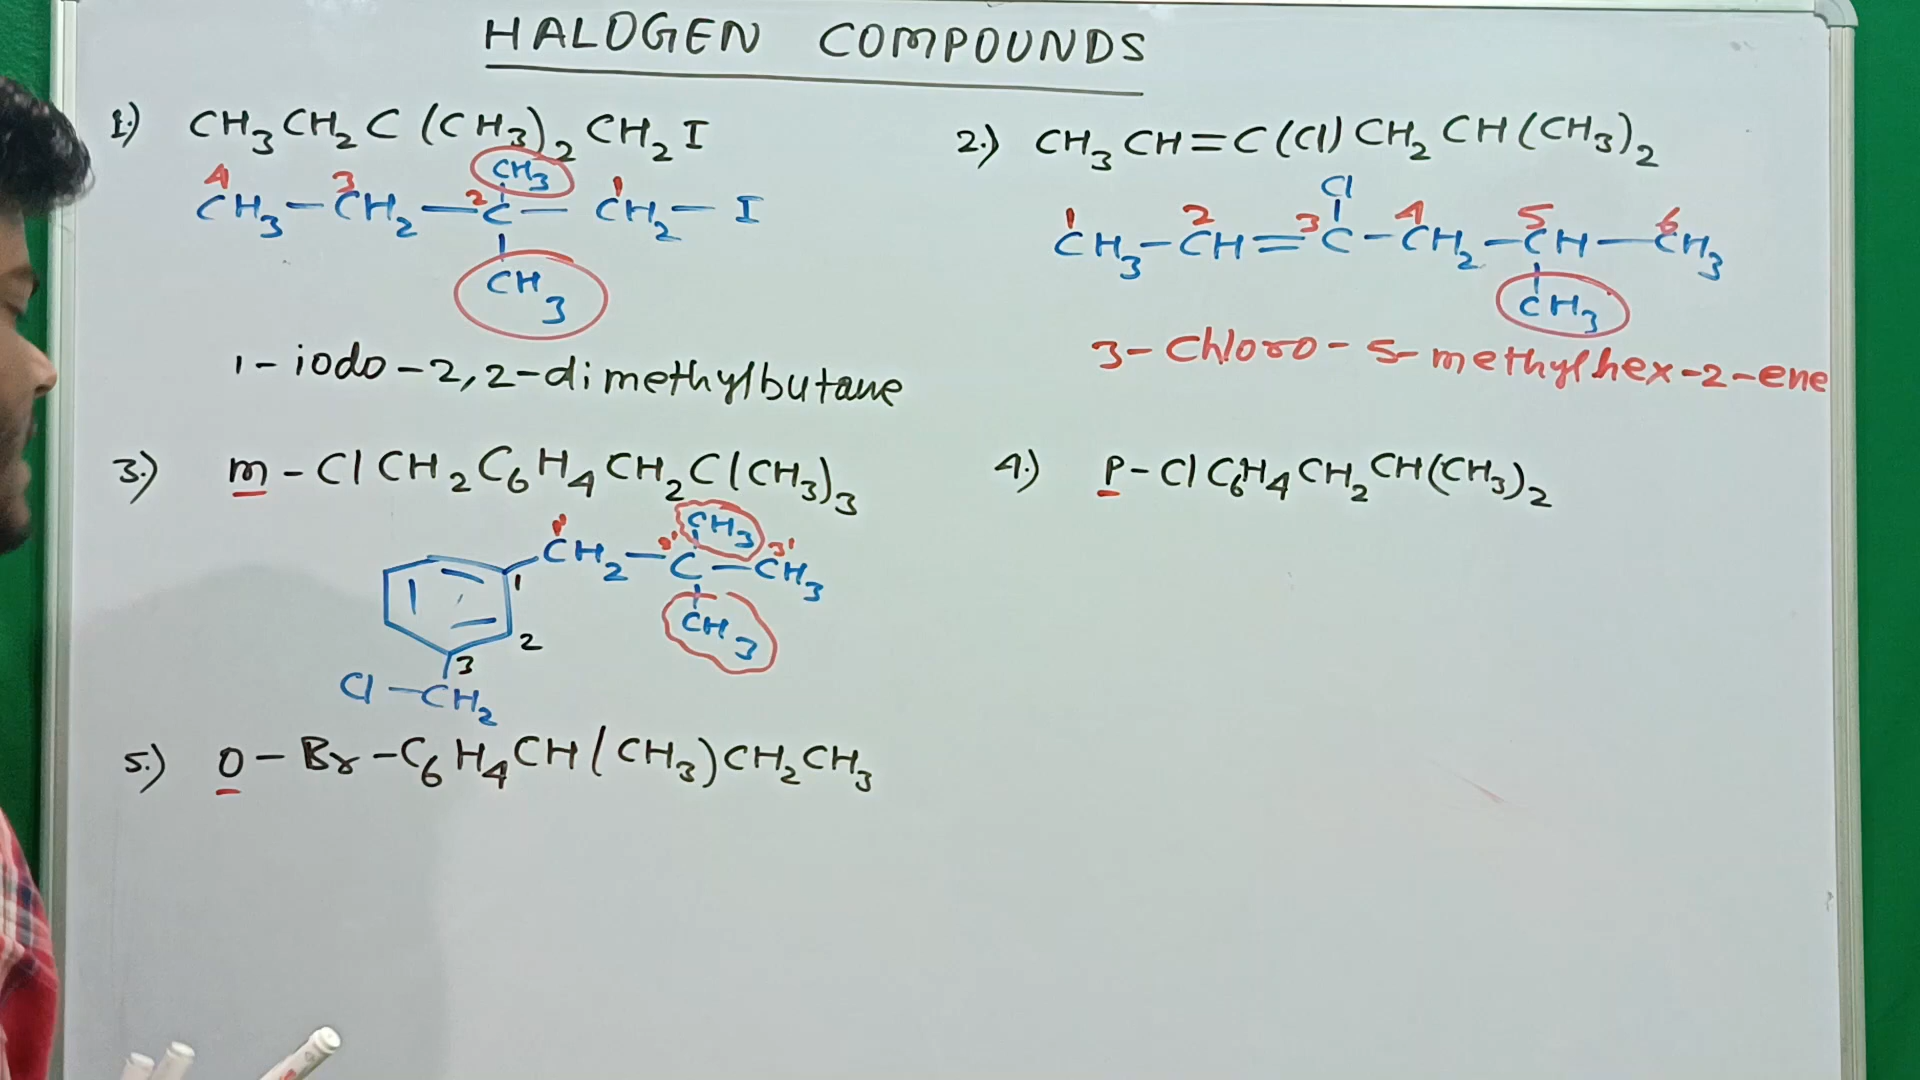 HALOGEN COMPOUNDS
1.) CH3CH2C(CH3)2CH2I
CH3
4 3 2 1
CH3-CH2-C-CH2-I
CH3
1-iodo-2,2-dimethylbutane
2.) CH3CH=C(Cl)CH2CH(CH3)2
Cl
1 2 3 4 5 6
CH3-CH=C-CH2-CH-CH3
CH3
3-Chloro-5-methylhex-2-ene
3.) m-ClCH2C6H4CH2C(CH3)3
CH3
1' 2' 3'
CH2-C-CH3
1
CH3
2
3
Cl-CH2
4.) P-ClC6H4CH2CH(CH3)2
5.) O-Br-C6H4CH(CH3)CH2CH3